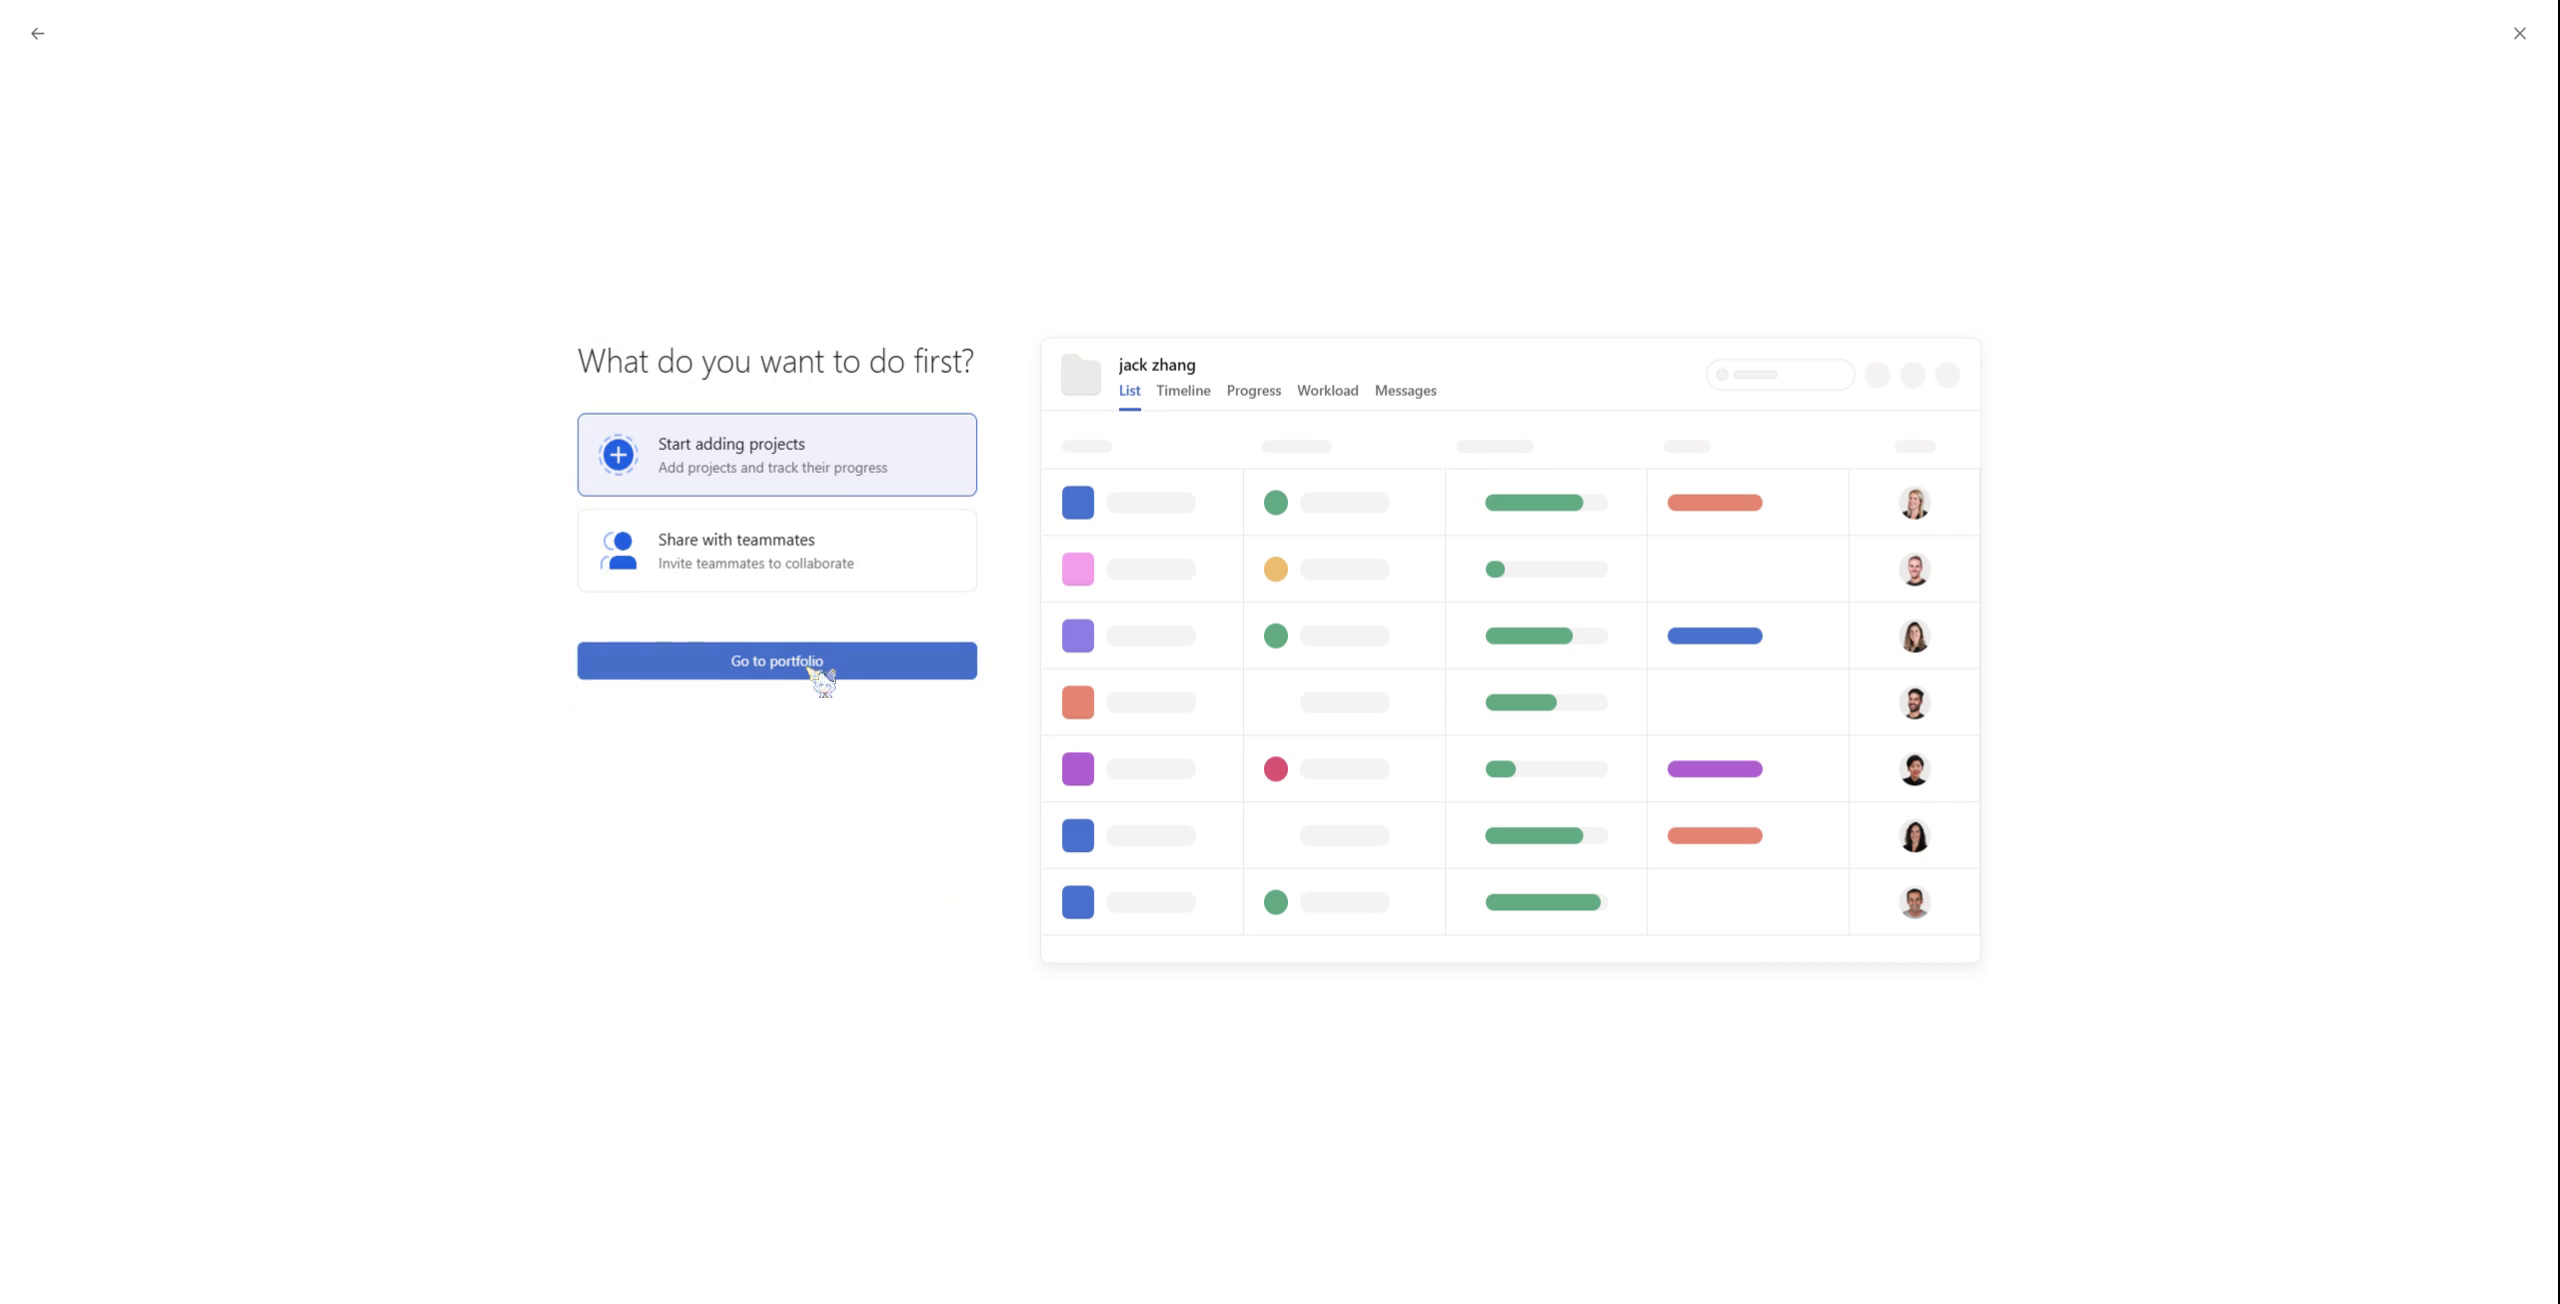 What do you want to do first?
Start adding projects
Add projects and track their progress
Share with teammates
Invite teammates to collaborate
Go to portfolio
jack zhang
List Timeline Progress Workload Messages